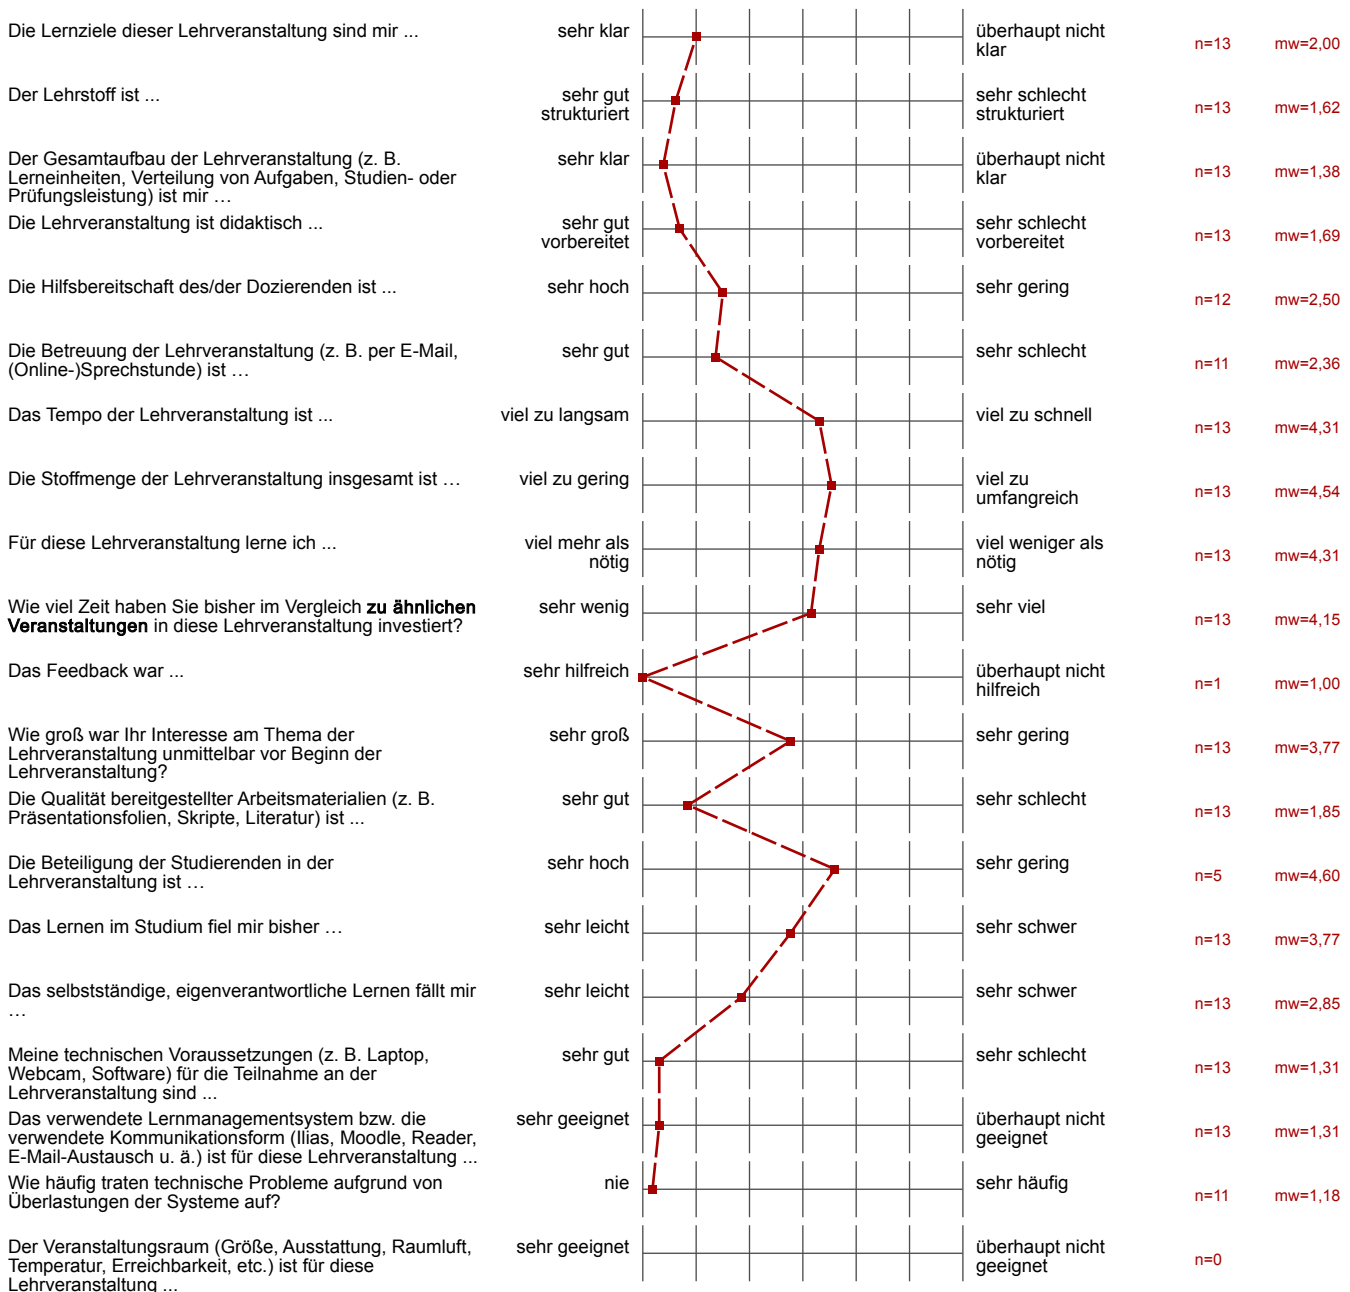 Die Lernziele dieser Lehrveranstaltung sind mir ... sehr klar überhaupt nicht
klar n=13 mw=2,00
Der Lehrstoff ist ... sehr gut sehr schlecht
strukturiert strukturiert n=13 mw=1,62
Der Gesamtaufbau der Lehrveranstaltung (z. B. sehr klar überhaupt nicht
Lerneinheiten, Verteilung von Aufgaben, Studien- oder klar n=13 mw=1,38
Prüfungsleistung) ist mir …
Die Lehrveranstaltung ist didaktisch ... sehr gut sehr schlecht
vorbereitet vorbereitet n=13 mw=1,69
Die Hilfsbereitschaft des/der Dozierenden ist ... sehr hoch sehr gering
n=12 mw=2,50
Die Betreuung der Lehrveranstaltung (z. B. per E-Mail, sehr gut sehr schlecht
(Online-)Sprechstunde) ist … n=11 mw=2,36
Das Tempo der Lehrveranstaltung ist ... viel zu langsam viel zu schnell
n=13 mw=4,31
Die Stoffmenge der Lehrveranstaltung insgesamt ist … viel zu gering viel zu
umfangreich n=13 mw=4,54
Für diese Lehrveranstaltung lerne ich ... viel mehr als viel weniger als
nötig nötig n=13 mw=4,31
Wie viel Zeit haben Sie bisher im Vergleich zu ähnlichen sehr wenig sehr viel
Veranstaltungen in diese Lehrveranstaltung investiert? n=13 mw=4,15
Das Feedback war ... sehr hilfreich überhaupt nicht
hilfreich n=1 mw=1,00
Wie groß war Ihr Interesse am Thema der sehr groß sehr gering
Lehrveranstaltung unmittelbar vor Beginn der n=13 mw=3,77
Lehrveranstaltung?
Die Qualität bereitgestellter Arbeitsmaterialien (z. B. sehr gut sehr schlecht
Präsentationsfolien, Skripte, Literatur) ist ... n=13 mw=1,85
Die Beteiligung der Studierenden in der sehr hoch sehr gering
Lehrveranstaltung ist … n=5 mw=4,60
Das Lernen im Studium fiel mir bisher … sehr leicht sehr schwer
n=13 mw=3,77
Das selbstständige, eigenverantwortliche Lernen fällt mir sehr leicht sehr schwer
… n=13 mw=2,85
Meine technischen Voraussetzungen (z. B. Laptop, sehr gut sehr schlecht
Webcam, Software) für die Teilnahme an der n=13 mw=1,31
Lehrveranstaltung sind ...
Das verwendete Lernmanagementsystem bzw. die sehr geeignet überhaupt nicht
verwendete Kommunikationsform (Ilias, Moodle, Reader, geeignet n=13 mw=1,31
E-Mail-Austausch u. ä.) ist für diese Lehrveranstaltung ...
Wie häufig traten technische Probleme aufgrund von nie sehr häufig
Überlastungen der Systeme auf? n=11 mw=1,18
Der Veranstaltungsraum (Größe, Ausstattung, Raumluft, sehr geeignet überhaupt nicht
Temperatur, Erreichbarkeit, etc.) ist für diese geeignet n=0
Lehrveranstaltung ...